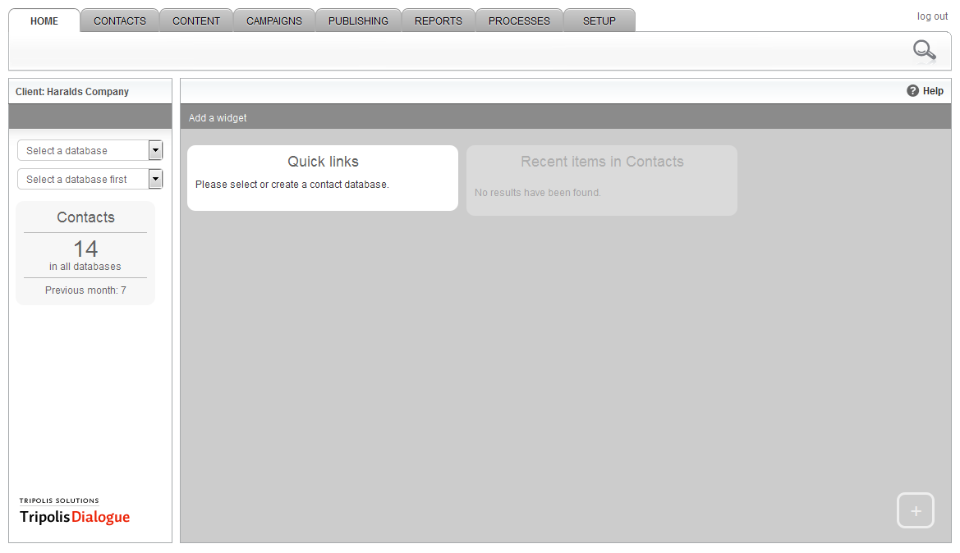 HOME CONTACTS CONTENT CAMPAIGNS PUBLISHING REPORTS PROCESSES SETUP log out
Client: Haralds Company
Help
Add a widget
Select a database
Select a database first
Contacts
14
in all databases
Previous month: 7
Quick links
Please select or create a contact database.
Recent items in Contacts
No results have been found.
TRIPOLIS SOLUTIONS
TripolisDialogue